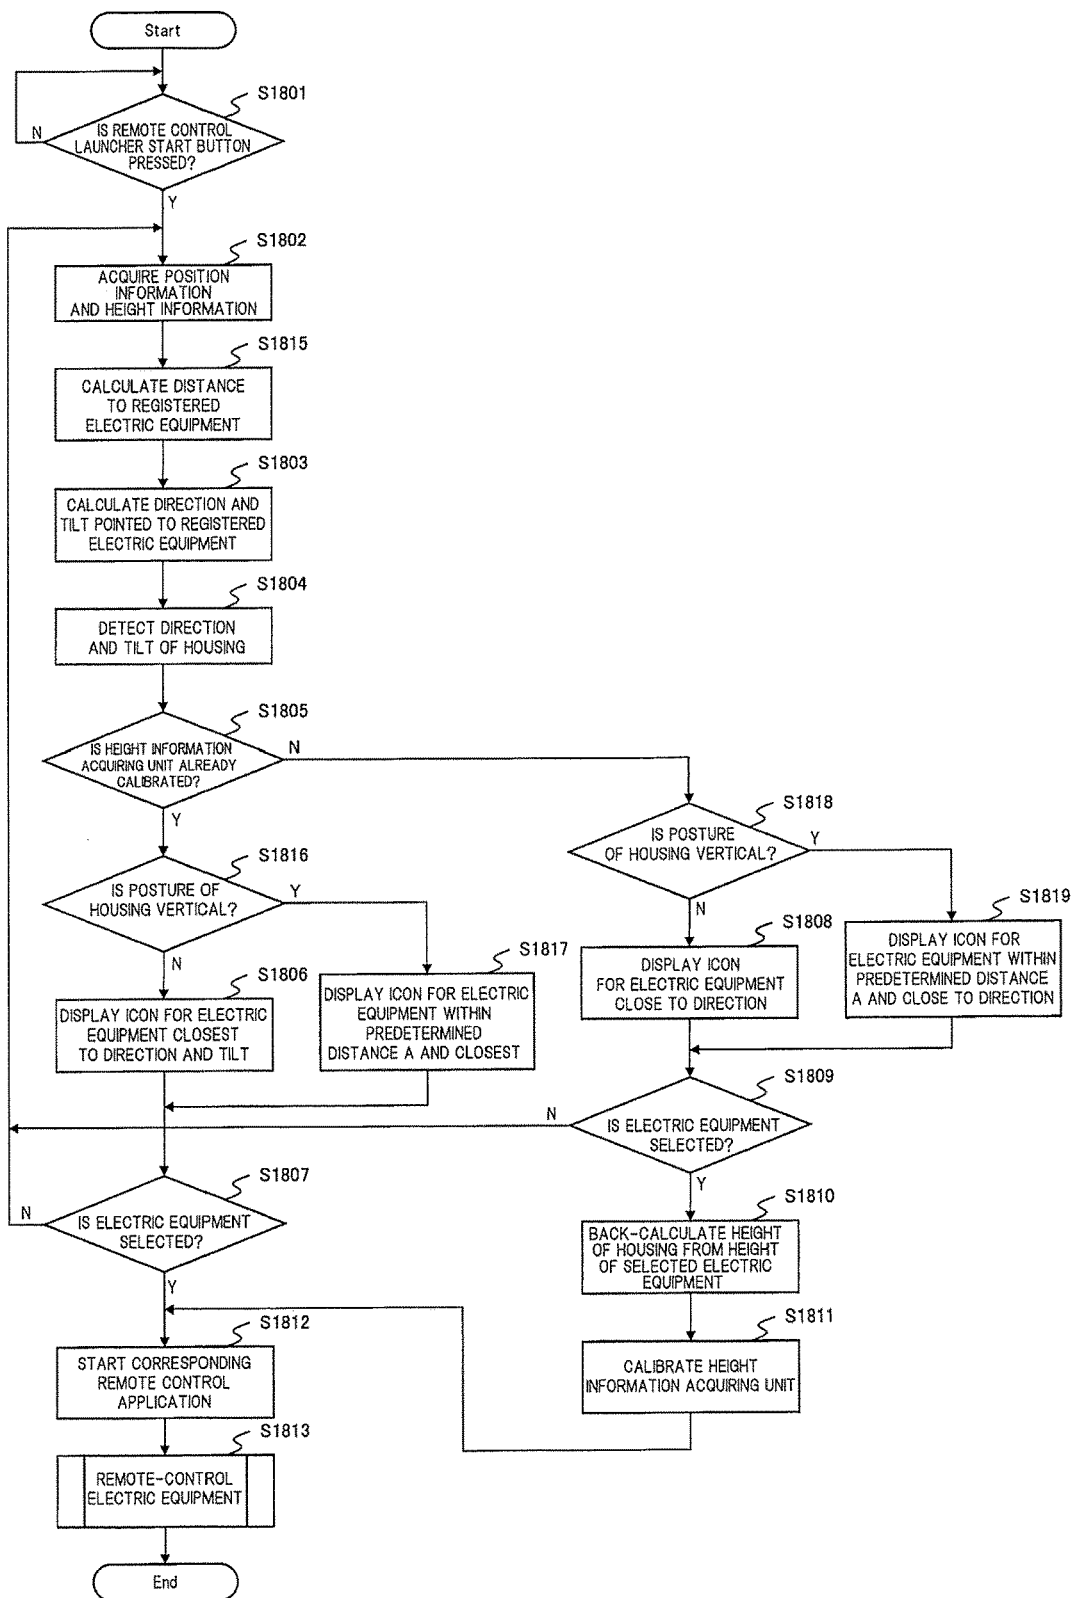 Start
S1801
IS REMOTE CONTROL
LAUNCHER START BUTTON
PRESSED?
N
Y
S1802
ACQUIRE POSITION
INFORMATION
AND HEIGHT INFORMATION
S1815
CALCULATE DISTANCE
TO REGISTERED
ELECTRIC EQUIPMENT
S1803
CALCULATE DIRECTION AND
TILT POINTED TO REGISTERED
ELECTRIC EQUIPMENT
S1804
DETECT DIRECTION
AND TILT OF HOUSING
S1805
IS HEIGHT INFORMATION
ACQUIRING UNIT ALREADY
CALIBRATED?
N
Y
S1816
IS POSTURE OF
HOUSING VERTICAL?
Y
N
S1806
DISPLAY ICON FOR ELECTRIC
EQUIPMENT CLOSEST
TO DIRECTION AND TILT
S1817
DISPLAY ICON FOR ELECTRIC
EQUIPMENT WITHIN
PREDETERMINED
DISTANCE A AND CLOSEST
S1818
IS POSTURE
OF HOUSING VERTICAL?
Y
N
S1808
DISPLAY ICON
FOR ELECTRIC EQUIPMENT
CLOSE TO DIRECTION
S1819
DISPLAY ICON FOR
ELECTRIC EQUIPMENT WITHIN
PREDETERMINED DISTANCE
A AND CLOSE TO DIRECTION
S1809
IS ELECTRIC EQUIPMENT
SELECTED?
N
Y
S1807
IS ELECTRIC EQUIPMENT
SELECTED?
N
Y
S1810
BACK-CALCULATE HEIGHT
OF HOUSING FROM HEIGHT
OF SELECTED ELECTRIC
EQUIPMENT
S1811
CALIBRATE HEIGHT
INFORMATION ACQUIRING UNIT
S1812
START CORRESPONDING
REMOTE CONTROL
APPLICATION
S1813
REMOTE-CONTROL
ELECTRIC EQUIPMENT
End